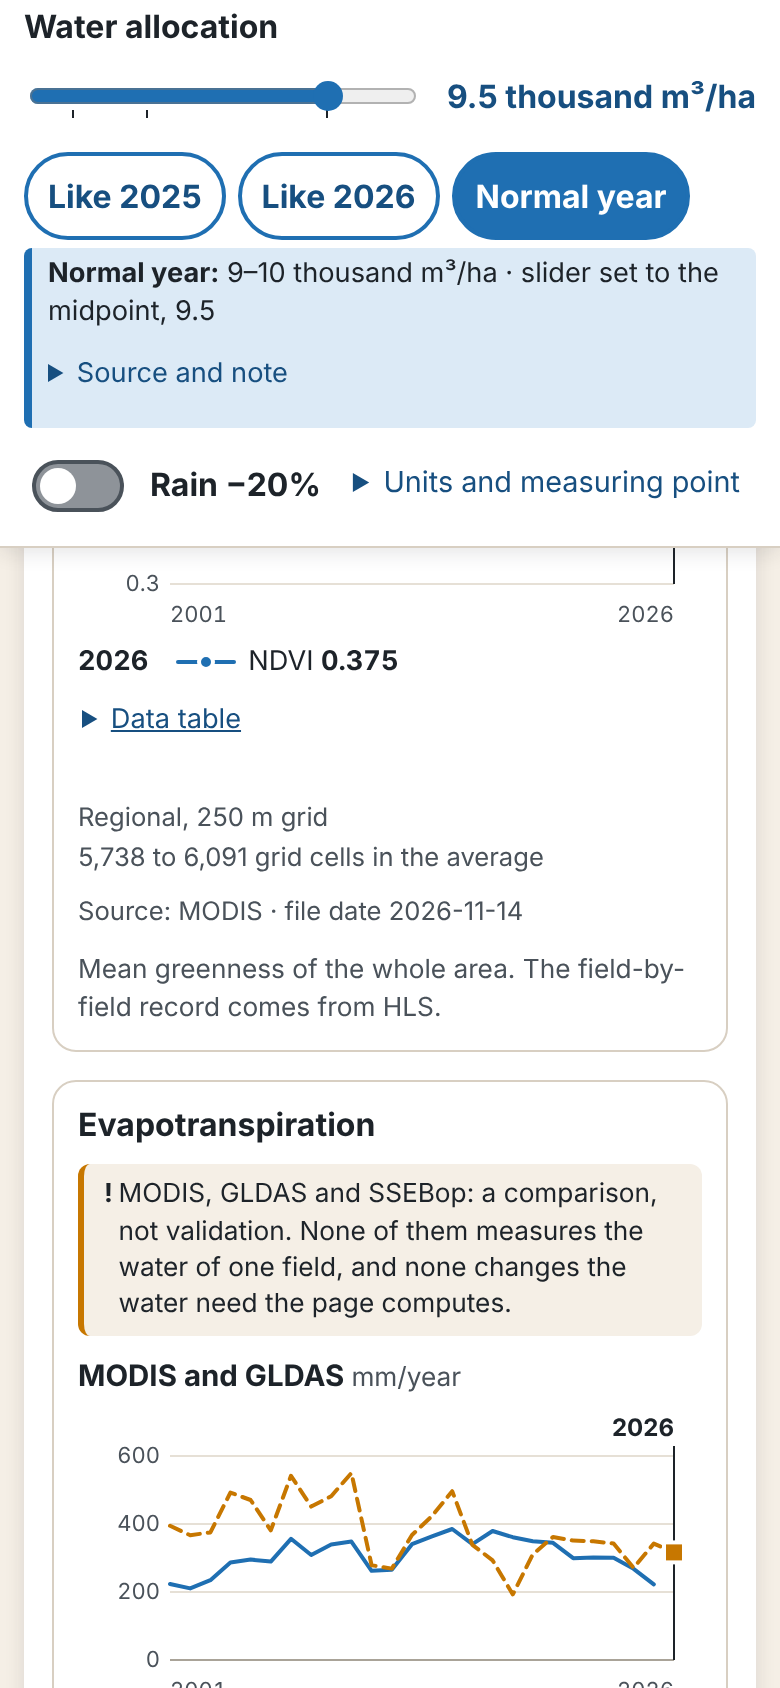 Water allocation
9.5 thousand m³/ha
Like 2025
Like 2026
Normal year
Normal year: 9–10 thousand m³/ha · slider set to the
midpoint, 9.5
Source and note
Rain −20%
Units and measuring point
0.3
2001
2026
2026
NDVI 0.375
Data table
Regional, 250 m grid
5,738 to 6,091 grid cells in the average
Source: MODIS · file date 2026-11-14
Mean greenness of the whole area. The field-by-
field record comes from HLS.
Evapotranspiration
! MODIS, GLDAS and SSEBop: a comparison,
not validation. None of them measures the
water of one field, and none changes the
water need the page computes.
MODIS and GLDAS mm/year
2026
600
400
200
0
2001
2026